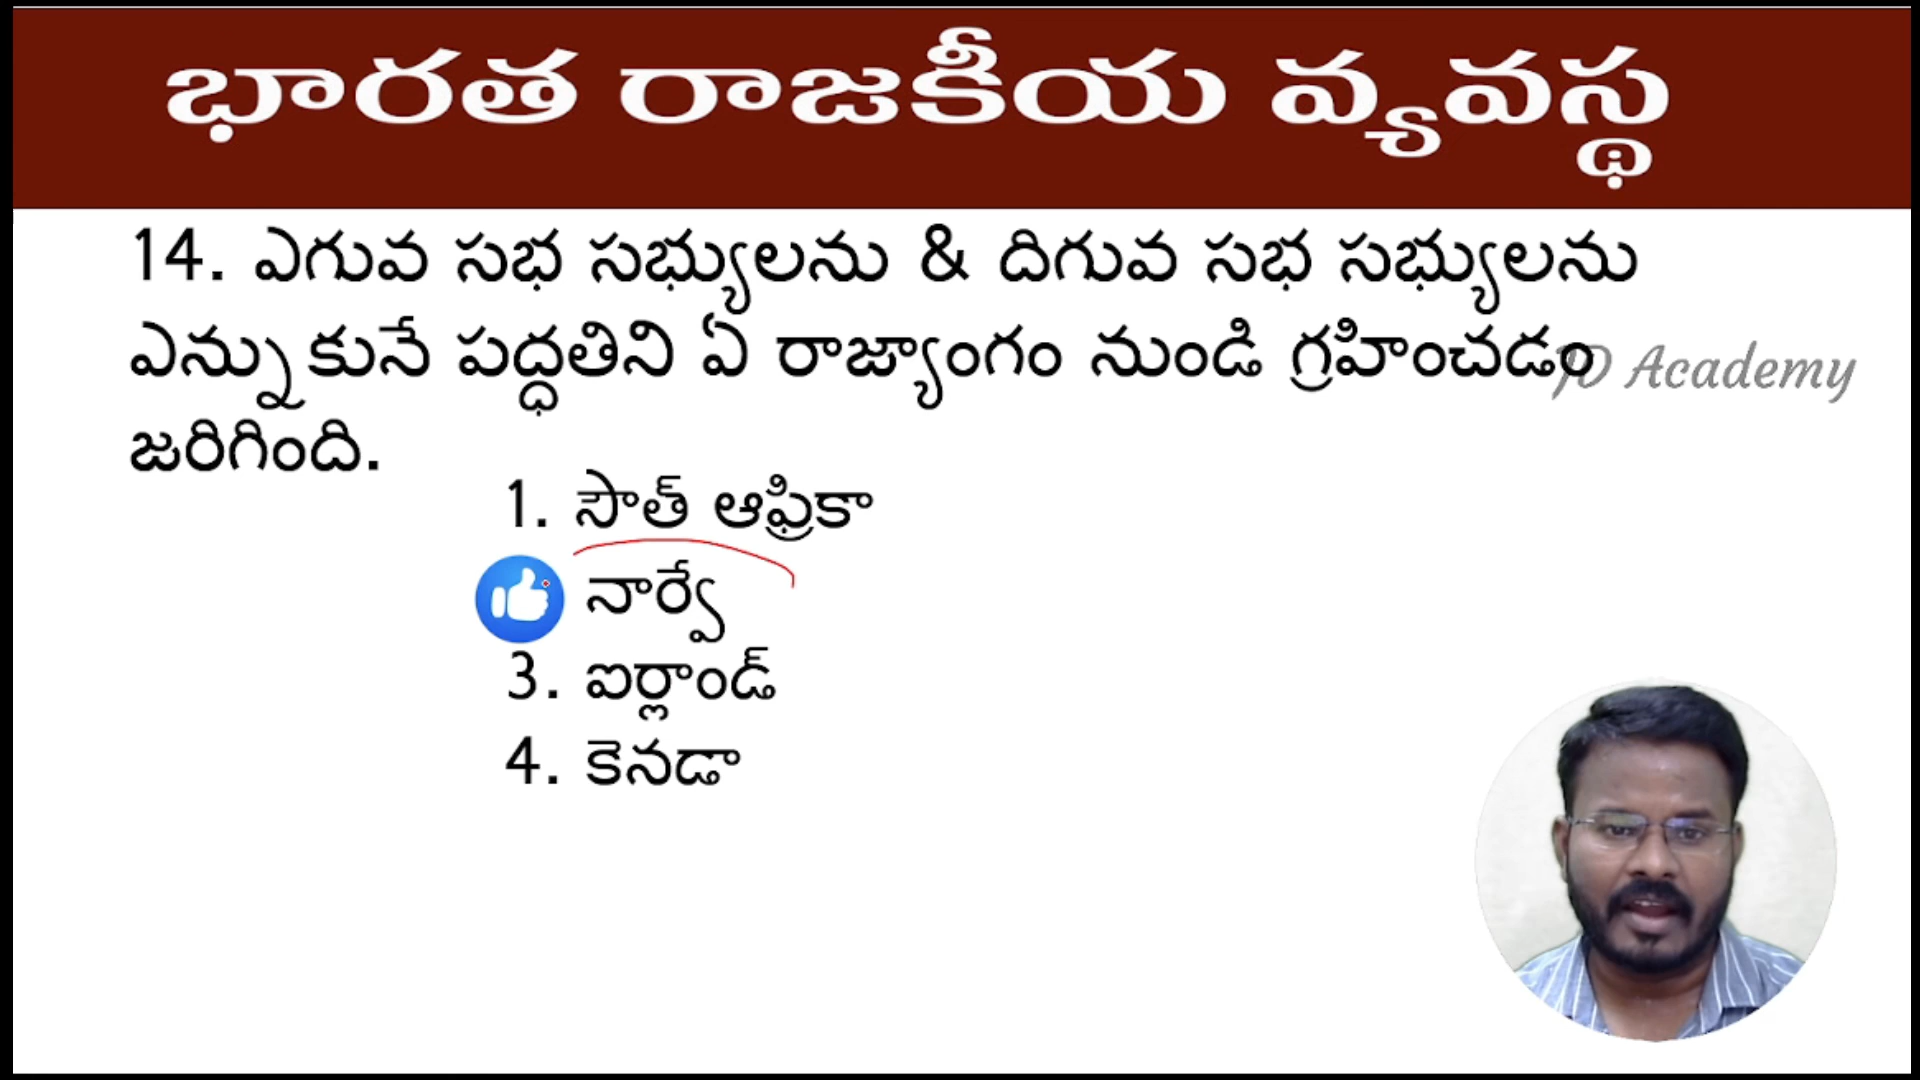 భారత రాజకీయ వ్యవస్థ
14. ఎగువ సభ సభ్యులను & దిగువ సభ సభ్యులను
ఎన్నుకునే పద్ధతిని ఏ రాజ్యాంగం నుండి గ్రహించడం
JD Academy
జరిగింది.
1. సౌత్ ఆఫ్రికా
నార్వే
3. ఐర్లాండ్
4. కెనడా